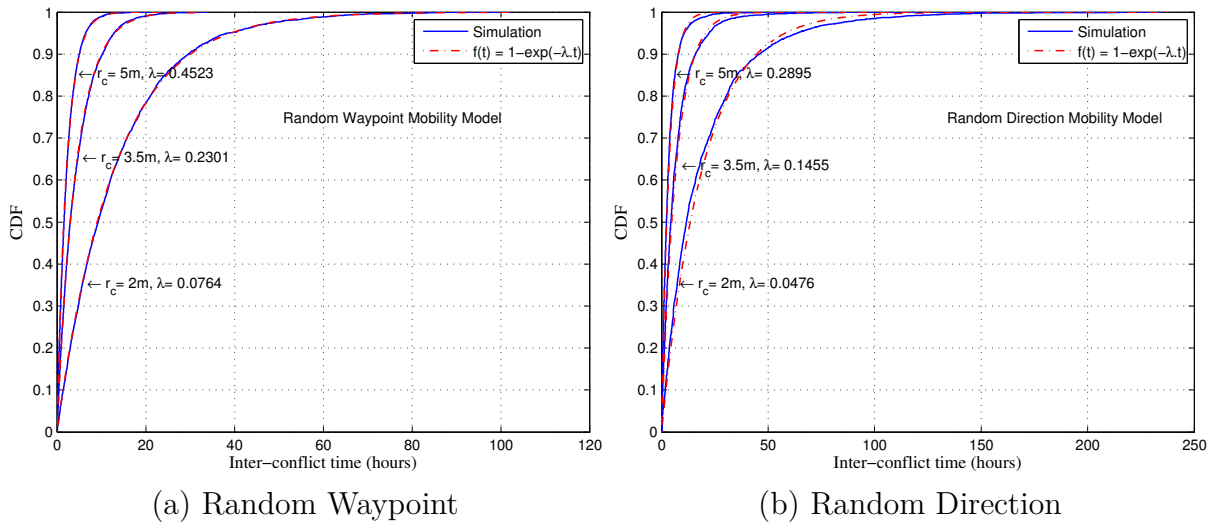 1
0.9
0.8
0.7
0.6
0.5
0.4
0.3
0.2
0.1
0
CDF
Simulation
f(t) = 1−exp(−λ.t)
← r_c= 5m, λ= 0.4523
Random Waypoint Mobility Model
← r_c= 3.5m, λ= 0.2301
← r_c= 2m, λ= 0.0764
0 20 40 60 80 100 120
Inter−conflict time (hours)
(a) Random Waypoint
1
0.9
0.8
0.7
0.6
0.5
0.4
0.3
0.2
0.1
0
CDF
Simulation
f(t) = 1−exp(−λ.t)
← r_c= 5m, λ= 0.2895
Random Direction Mobility Model
← r_c= 3.5m, λ= 0.1455
← r_c= 2m, λ= 0.0476
0 50 100 150 200 250
Inter−conflict time (hours)
(b) Random Direction